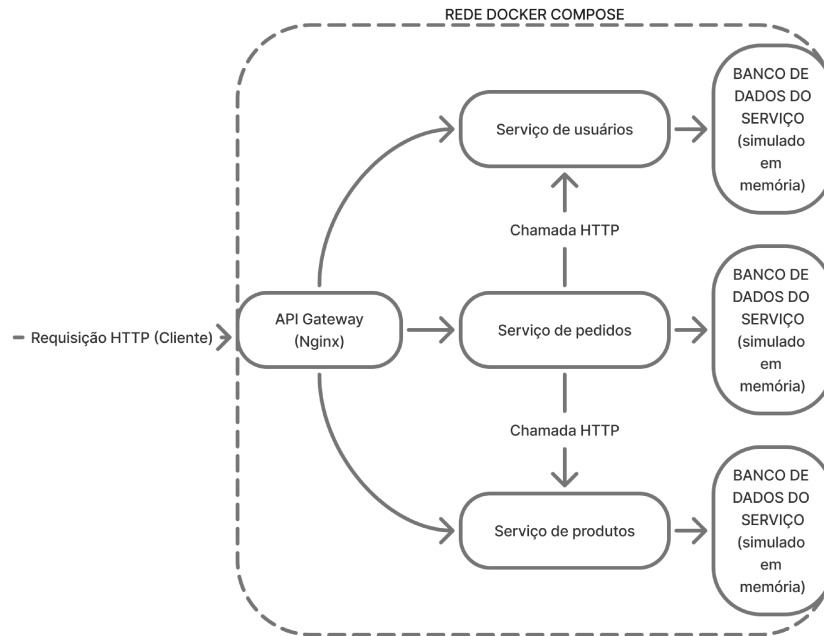 REDE DOCKER COMPOSE
BANCO DE
DADOS DO
SERVIÇO
(simulado
em
memória)
Serviço de usuários
Chamada HTTP
BANCO DE
DADOS DO
SERVIÇO
(simulado
em
memória)
API Gateway
(Nginx)
Serviço de pedidos
Requisição HTTP (Cliente)
Chamada HTTP
BANCO DE
DADOS DO
SERVIÇO
(simulado
em
memória)
Serviço de produtos